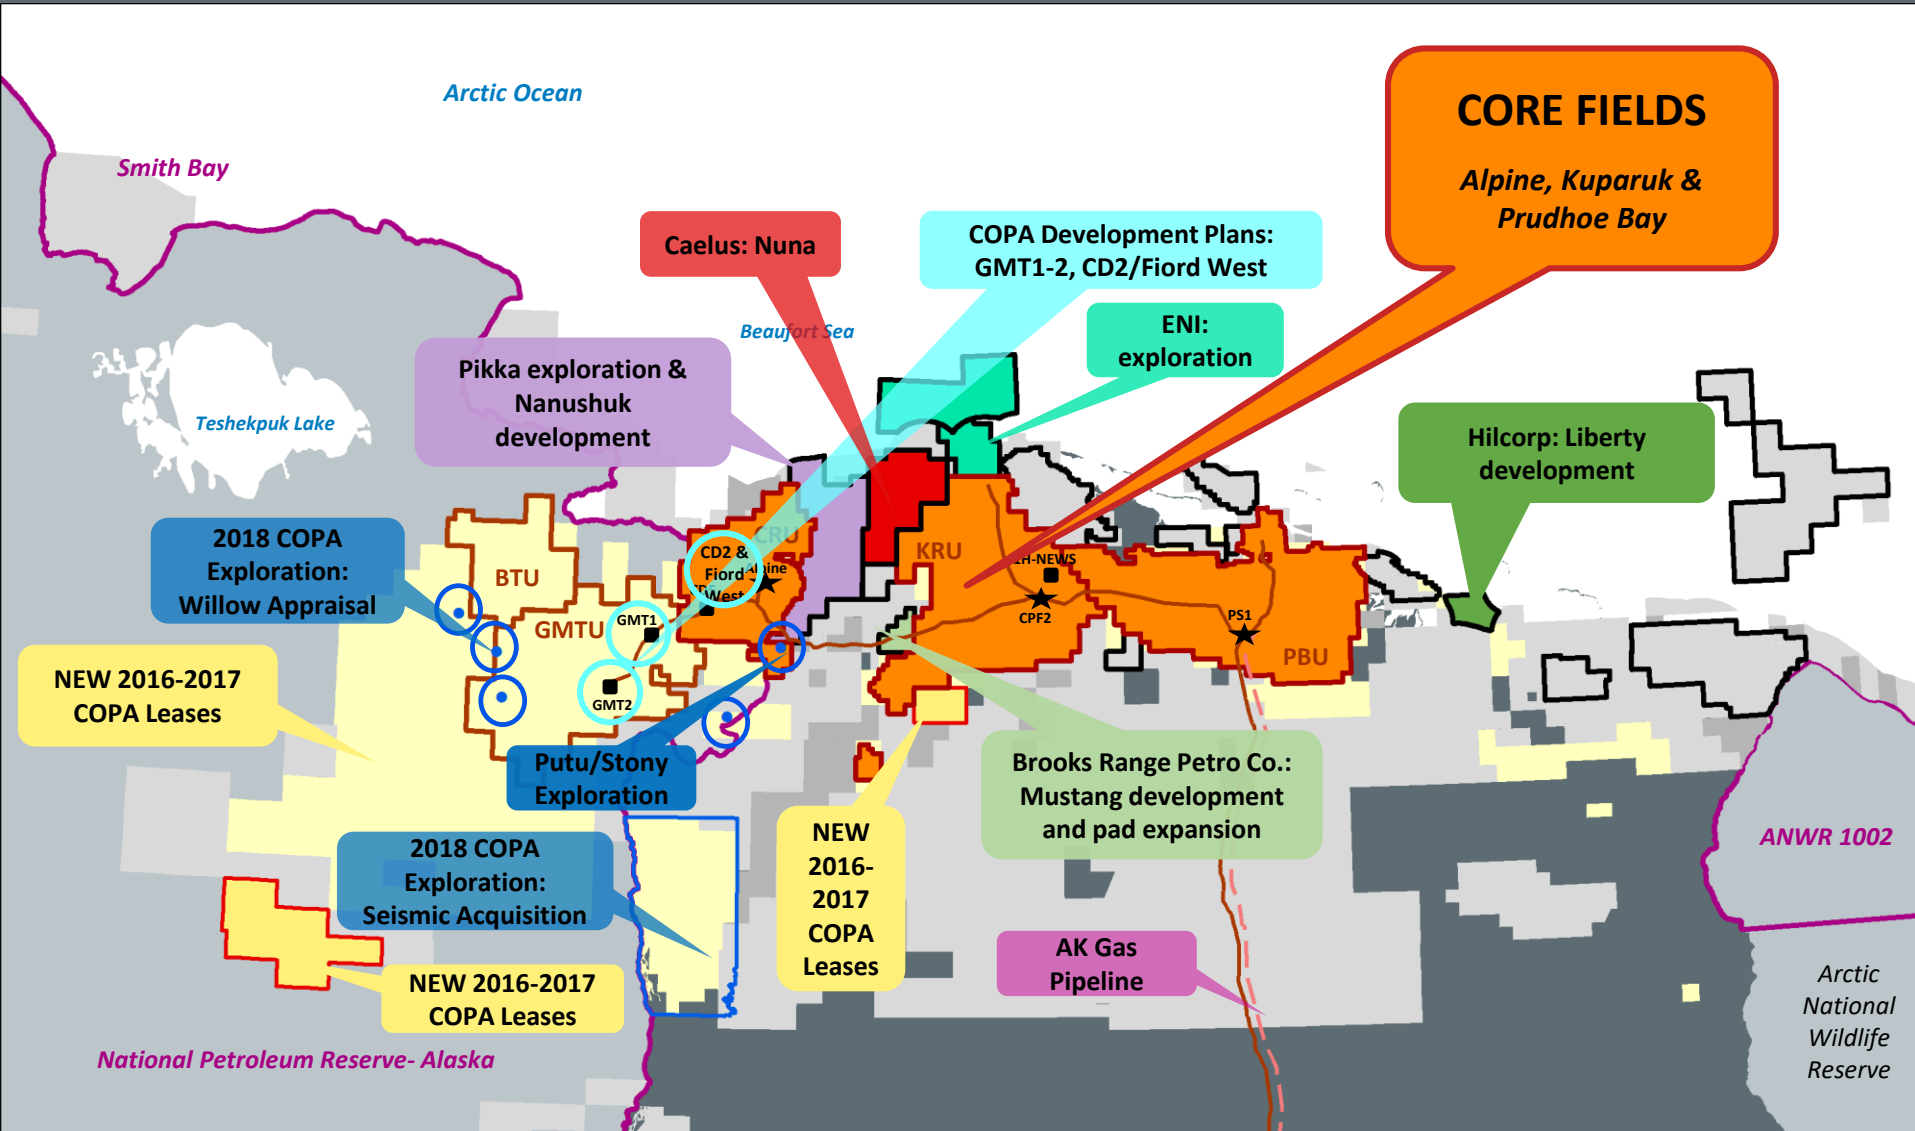 Arctic Ocean
Smith Bay
CORE FIELDS
Alpine, Kuparuk &
Prudhoe Bay
Caelus: Nuna
COPA Development Plans:
GMT1-2, CD2/Fiord West
Beaufort Sea
ENI:
exploration
Pikka exploration &
Nanushuk
development
Teshekpuk Lake
Hilcorp: Liberty
development
2018 COPA
Exploration:
Willow Appraisal
BTU
CRU
CD2 &
Fiord
West
Alpine
KRU
1H-NEWS
CPF2
PS1
PBU
GMTU
GMT1
GMT2
NEW 2016-2017
COPA Leases
Putu/Stony
Exploration
Brooks Range Petro Co.:
Mustang development
and pad expansion
NEW
2016-
2017
COPA
Leases
2018 COPA
Exploration:
Seismic Acquisition
ANWR 1002
AK Gas
Pipeline
NEW 2016-2017
COPA Leases
National Petroleum Reserve- Alaska
Arctic
National
Wildlife
Reserve